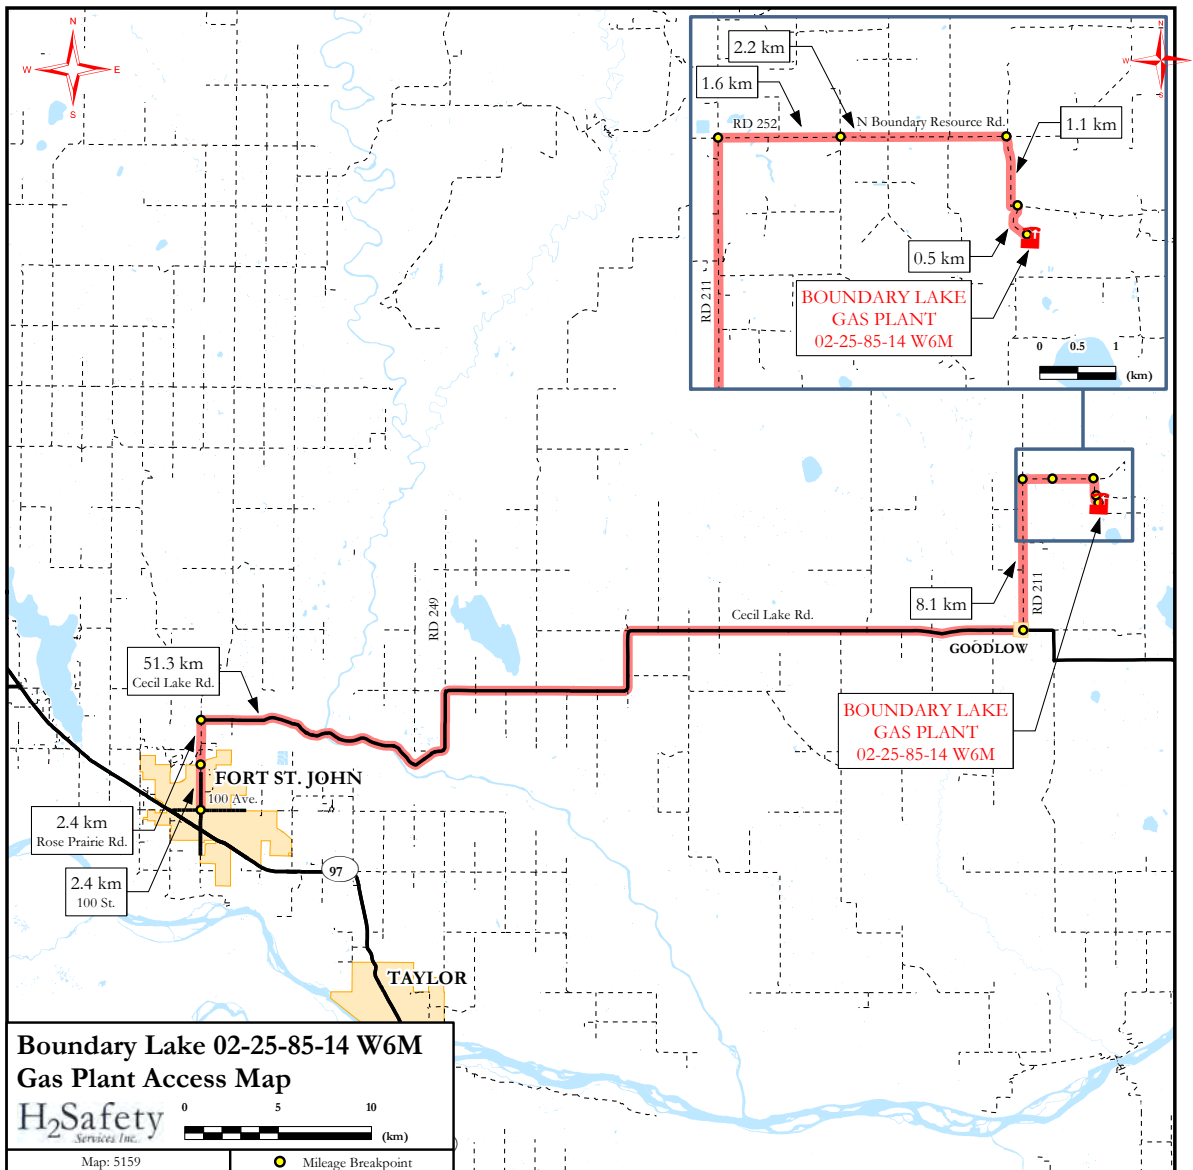 N
W
E
S
2.2 km
1.6 km
RD 252
N Boundary Resource Rd.
1.1 km
N
W
S
0.5 km
RD 211
BOUNDARY LAKE
GAS PLANT
02-25-85-14 W6M
0 0.5 1
(km)
RD 249
Cecil Lake Rd.
8.1 km
RD 211
GOODLOW
51.3 km
Cecil Lake Rd.
BOUNDARY LAKE
GAS PLANT
02-25-85-14 W6M
FORT ST. JOHN
100 Ave.
2.4 km
Rose Prairie Rd.
2.4 km
100 St.
97
TAYLOR
Boundary Lake 02-25-85-14 W6M
Gas Plant Access Map
H2Safety
Services Inc.
0 5 10
(km)
Map: 5159
Mileage Breakpoint